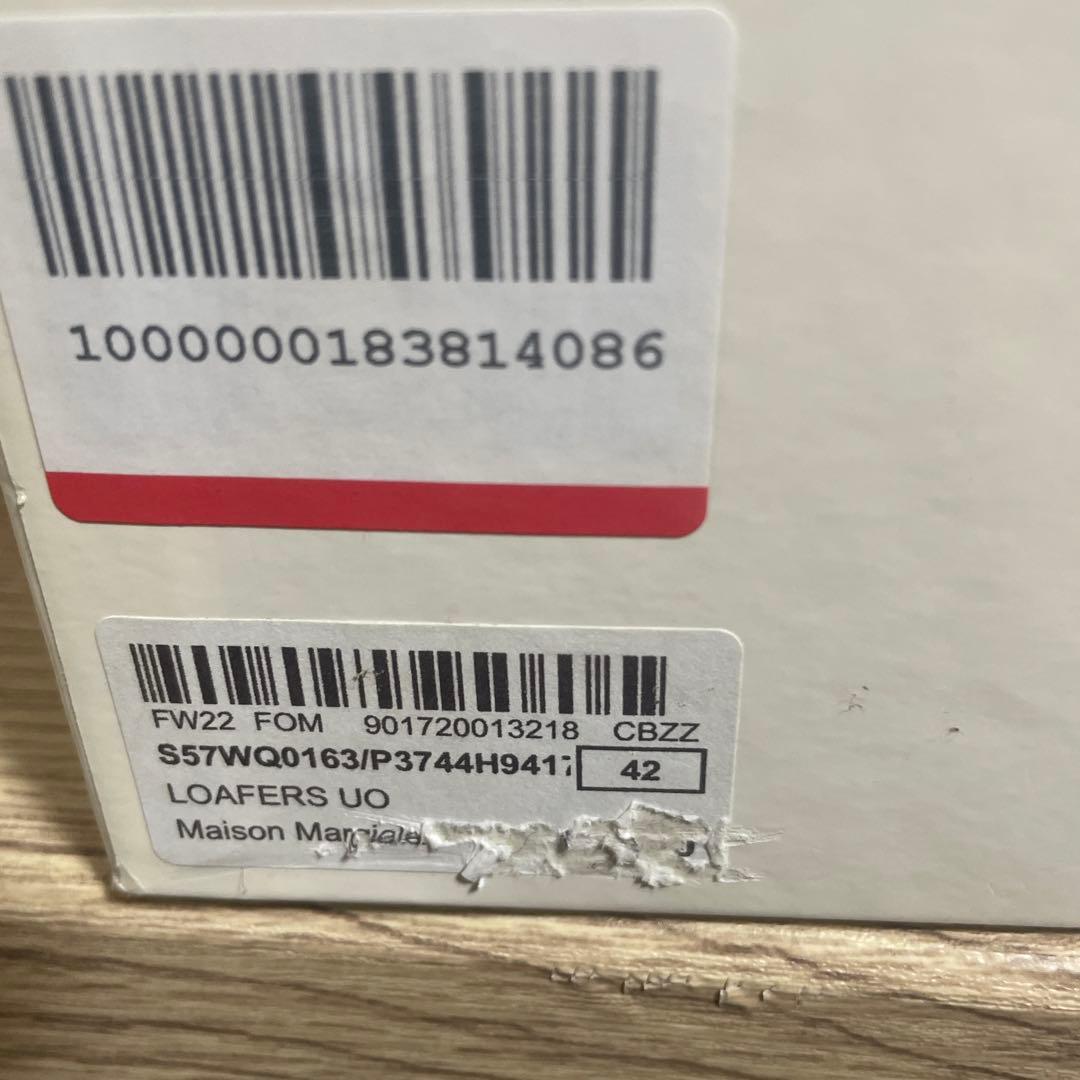 1000000183814086
FW22 FOM 901720013218 CBZZ
S57WQ0163/P3744H9417 42
LOAFERS UO
Maison